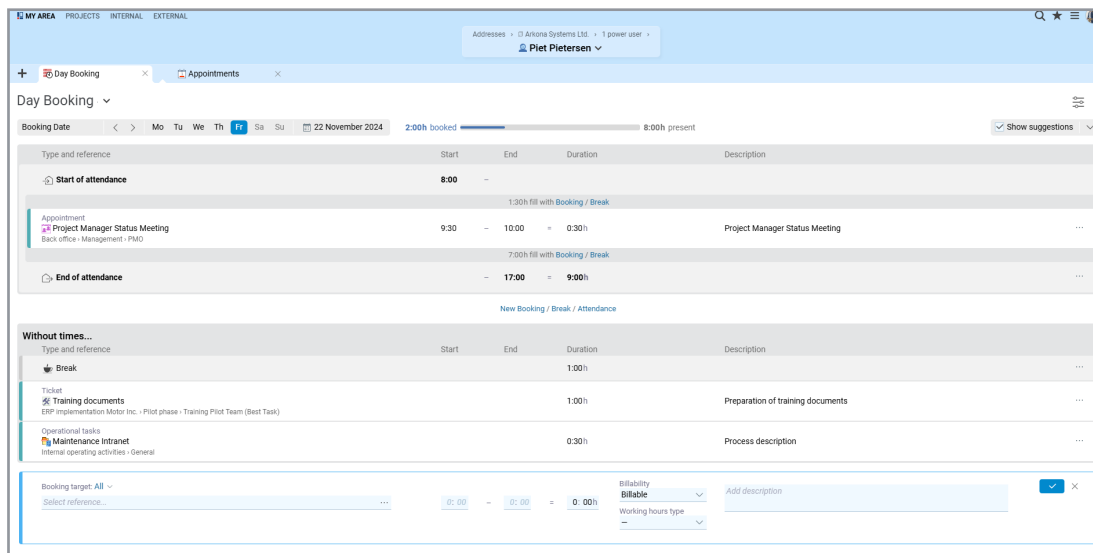 MY AREA PROJECTS INTERNAL EXTERNAL
Addresses › Arkona Systems Ltd. › 1 power user ›
Piet Pietersen
+ Day Booking × Appointments ×
Day Booking
Booking Date < > Mo Tu We Th Fr Sa Su 22 November 2024 2:00h booked 8:00h present Show suggestions
Type and reference Start End Duration Description
Start of attendance 8:00 –
1:30h fill with Booking / Break
Appointment
Project Manager Status Meeting 9:30 – 10:00 = 0:30h Project Manager Status Meeting ...
Back office › Management › PMO
7:00h fill with Booking / Break
End of attendance – 17:00 = 9:00h ...
New Booking / Break / Attendance
Without times...
Type and reference Start End Duration Description
Break 1:00h ...
Ticket
Training documents 1:00h Preparation of training documents ...
ERP implementation Motor Inc. › Pilot phase › Training Pilot Team (Best Task)
Operational tasks
Maintenance Intranet 0:30h Process description ...
Internal operating activities › General
Booking target: All Billability
Select reference... ... 0: 00 – 0: 00 = 0: 00h Billable Add description ×
Working hours type
–